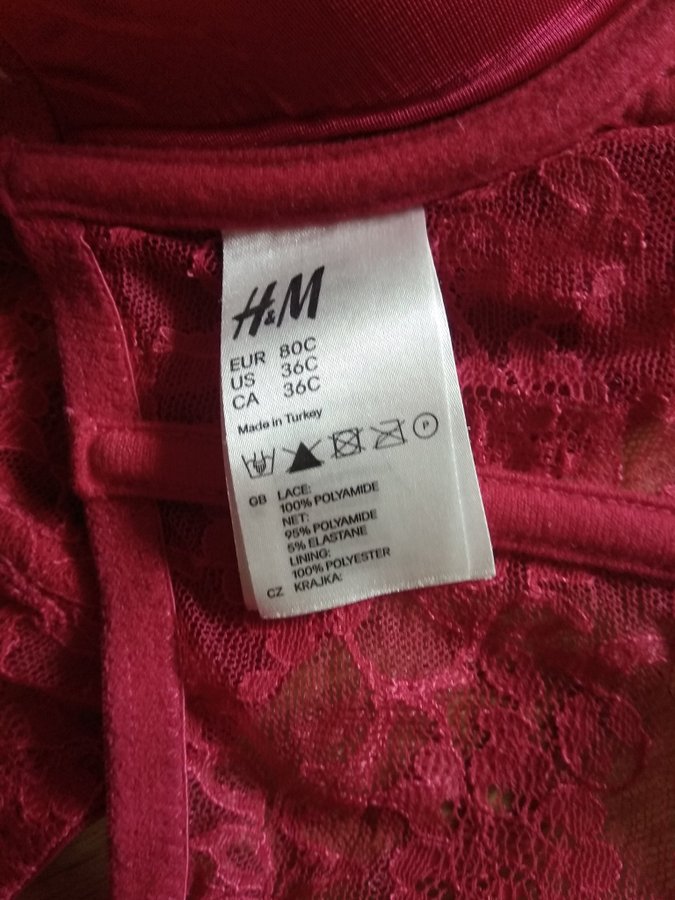 H&M
EUR 80C
US 36C
CA 36C
Made in Turkey
P
GB LACE:
100% POLYAMIDE
NET:
95% POLYAMIDE
5% ELASTANE
LINING:
100% POLYESTER
CZ KRAJKA: